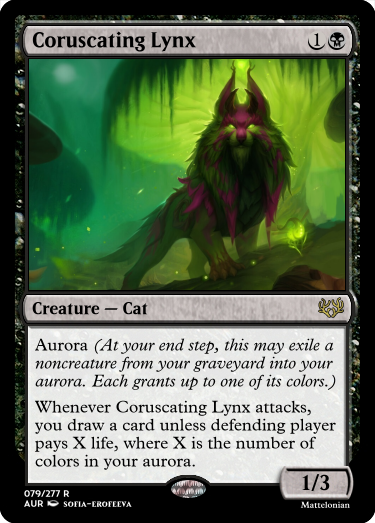 Coruscating Lynx 1
Creature — Cat
Aurora (At your end step, this may exile a
noncreature from your graveyard into your
aurora. Each grants up to one of its colors.)
Whenever Coruscating Lynx attacks,
you draw a card unless defending player
pays X life, where X is the number of
colors in your aurora.
1/3
079/277 R
AUR SOFIA-EROFEEVA
Mattelonian